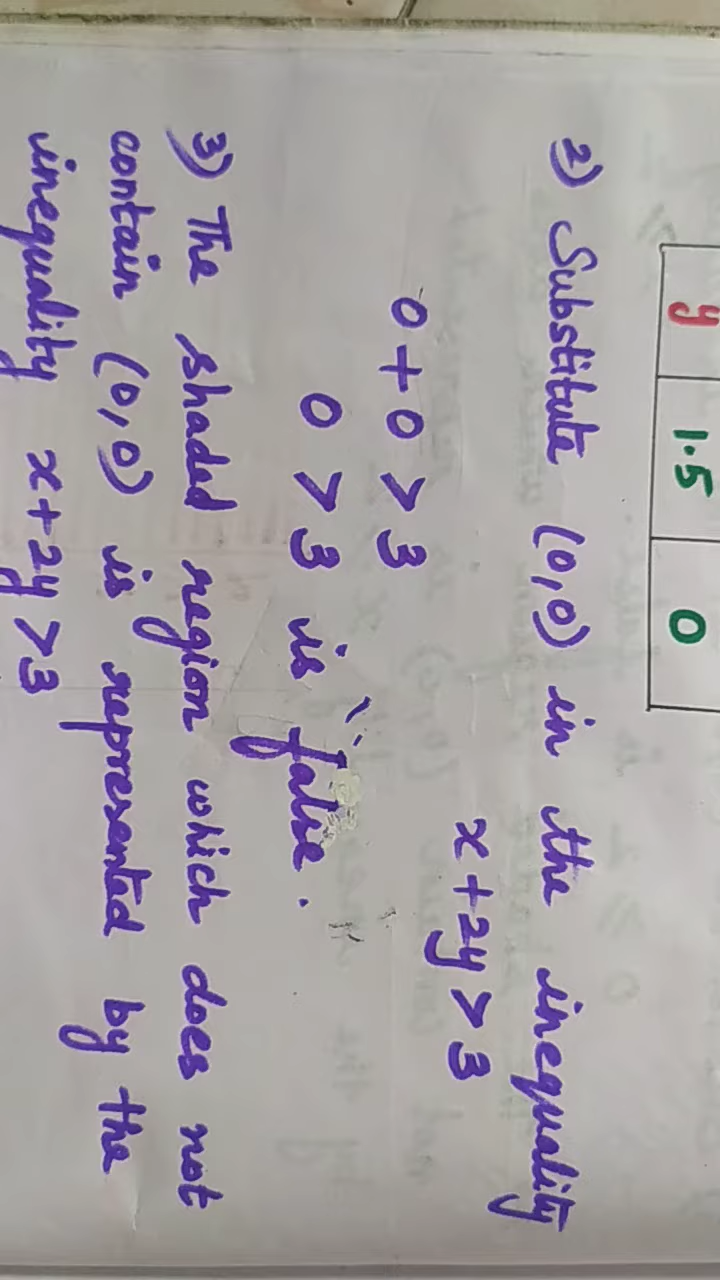 y 1.5 0
2) Substitute (0,0) in the inequality
x+2y>3
0+0>3
0>3 is false.
3) The shaded region which does not
contain (0,0) is represented by the
inequality x+2y>3